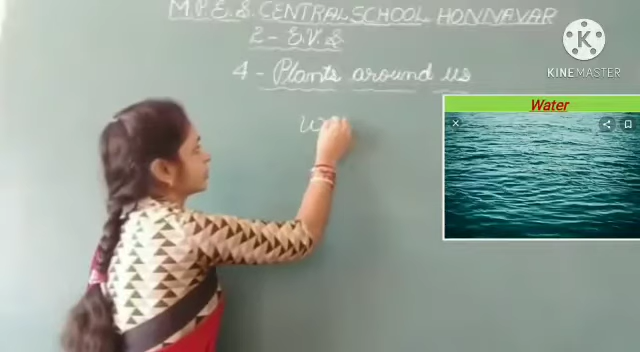 M.P.E.S. CENTRAL SCHOOL, HONNAVAR
2 - E.V.S
4 - Plants around us
KINEMASTER
Water